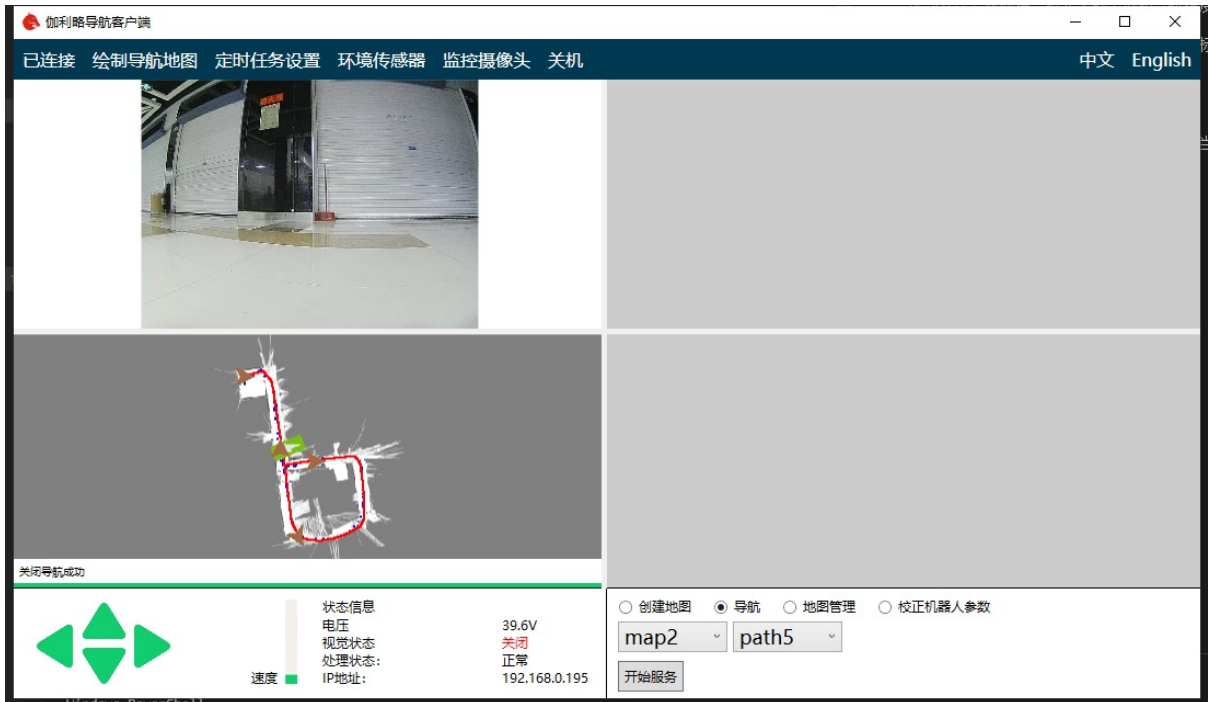 伽利略导航客户端
已连接 绘制导航地图 定时任务设置 环境传感器 监控摄像头 关机 中文 English
关闭导航成功
状态信息
电压 39.6V
视觉状态 关闭
处理状态: 正常
速度 IP地址: 192.168.0.195
创建地图 导航 地图管理 校正机器人参数
map2 path5
开始服务